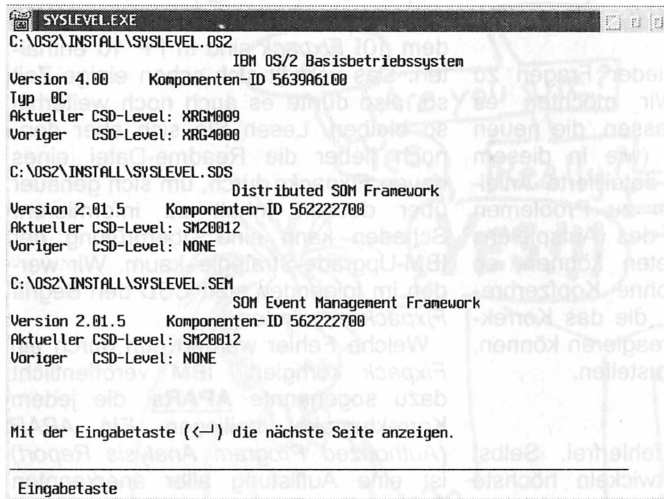 SYSLEVEL.EXE
C:\OS2\INSTALL\SYSLEVEL.OS2
IBM OS/2 Basisbetriebssystem
Version 4.00 Komponenten-ID 5639A6100
Typ 0C
Aktueller CSD-Level: XRGM009
Voriger CSD-Level: XRG4000
C:\OS2\INSTALL\SYSLEVEL.SDS
Distributed SOM Framework
Version 2.01.5 Komponenten-ID 562222700
Aktueller CSD-Level: SM20012
Voriger CSD-Level: NONE
C:\OS2\INSTALL\SYSLEVEL.SEM
SOM Event Management Framework
Version 2.01.5 Komponenten-ID 562222700
Aktueller CSD-Level: SM20012
Voriger CSD-Level: NONE
Mit der Eingabetaste (<─┘) die nächste Seite anzeigen.
Eingabetaste